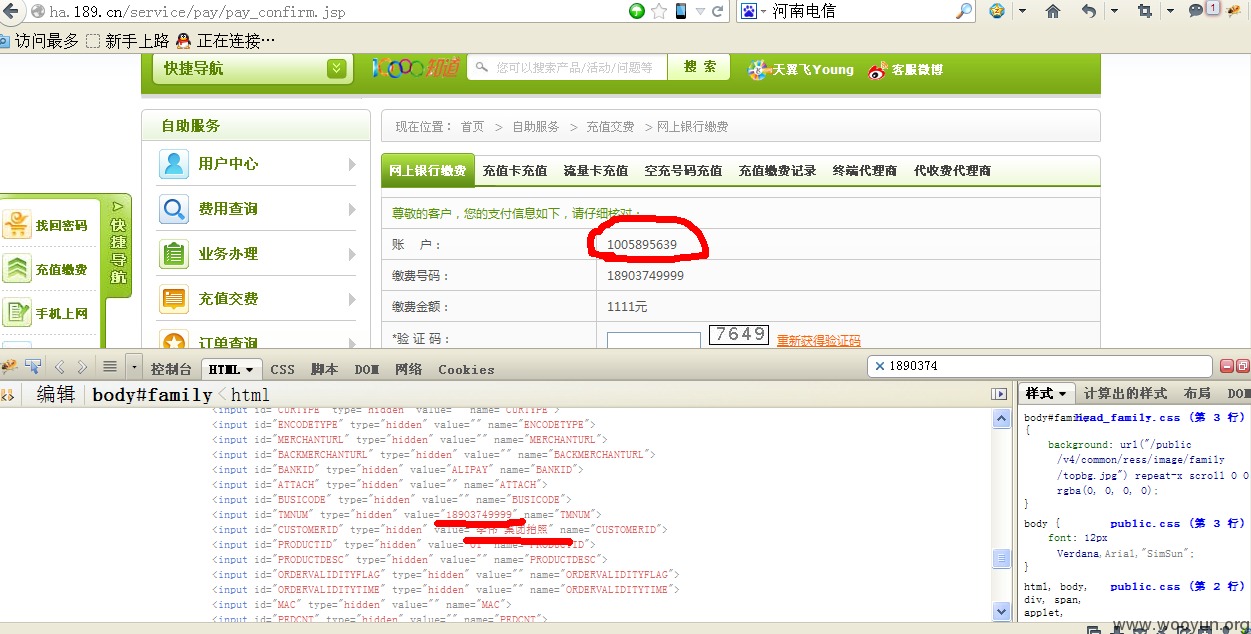 ha.189.cn/service/pay/pay_confirm.jsp
河南电信
1
访问最多 新手上路 正在连接…
快捷导航
10000知道
您可以搜索产品/活动/问题等
搜 索
天翼飞Young
客服微博
自助服务
用户中心
费用查询
业务办理
充值交费
订单查询
找回密码
充值缴费
手机上网
快捷导航
现在位置： 首页 > 自助服务 > 充值交费 > 网上银行缴费
网上银行缴费 充值卡充值 流量卡充值 空充号码充值 充值缴费记录 终端代理商 代收费代理商
尊敬的客户，您的支付信息如下，请仔细核对：
账 户： 1005895639
缴费号码： 18903749999
缴费金额： 1111元
*验 证 码： 7649 重新获得验证码
控制台 HTML CSS 脚本 DOM 网络 Cookies
1890374
编辑 body#family < html
<input id="CURTYPE" type="hidden" value="" name="CURTYPE">
<input id="ENCODETYPE" type="hidden" value="" name="ENCODETYPE">
<input id="MERCHANTURL" type="hidden" value="" name="MERCHANTURL">
<input id="BACKMERCHANTURL" type="hidden" value="" name="BACKMERCHANTURL">
<input id="BANKID" type="hidden" value="ALIPAY" name="BANKID">
<input id="ATTACH" type="hidden" value="" name="ATTACH">
<input id="BUSICODE" type="hidden" value="" name="BUSICODE">
<input id="TMNUM" type="hidden" value="18903749999" name="TMNUM">
<input id="CUSTOMERID" type="hidden" value="李伟 集团拍照" name="CUSTOMERID">
<input id="PRODUCTID" type="hidden" value="01" name="PRODUCTID">
<input id="PRODUCTDESC" type="hidden" value="" name="PRODUCTDESC">
<input id="ORDERVALIDITYFLAG" type="hidden" value="" name="ORDERVALIDITYFLAG">
<input id="ORDERVALIDITYTIME" type="hidden" value="" name="ORDERVALIDITYTIME">
<input id="MAC" type="hidden" value="" name="MAC">
<input id="PEDCNT" type="hidden" value="" name="PEDCNT">
样式 计算出的样式 布局 DOM
body#family Head_family.css (第 3 行)
{
background: url("/public
/v4/common/ress/image/family
/topbg.jpg") repeat-x scroll 0 0
rgba(0, 0, 0, 0);
}
body { public.css (第 3 行)
font: 12px
Verdana,Arial,"SimSun";
}
html, body, public.css (第 2 行)
div, span,
applet,
www.wooyun.org